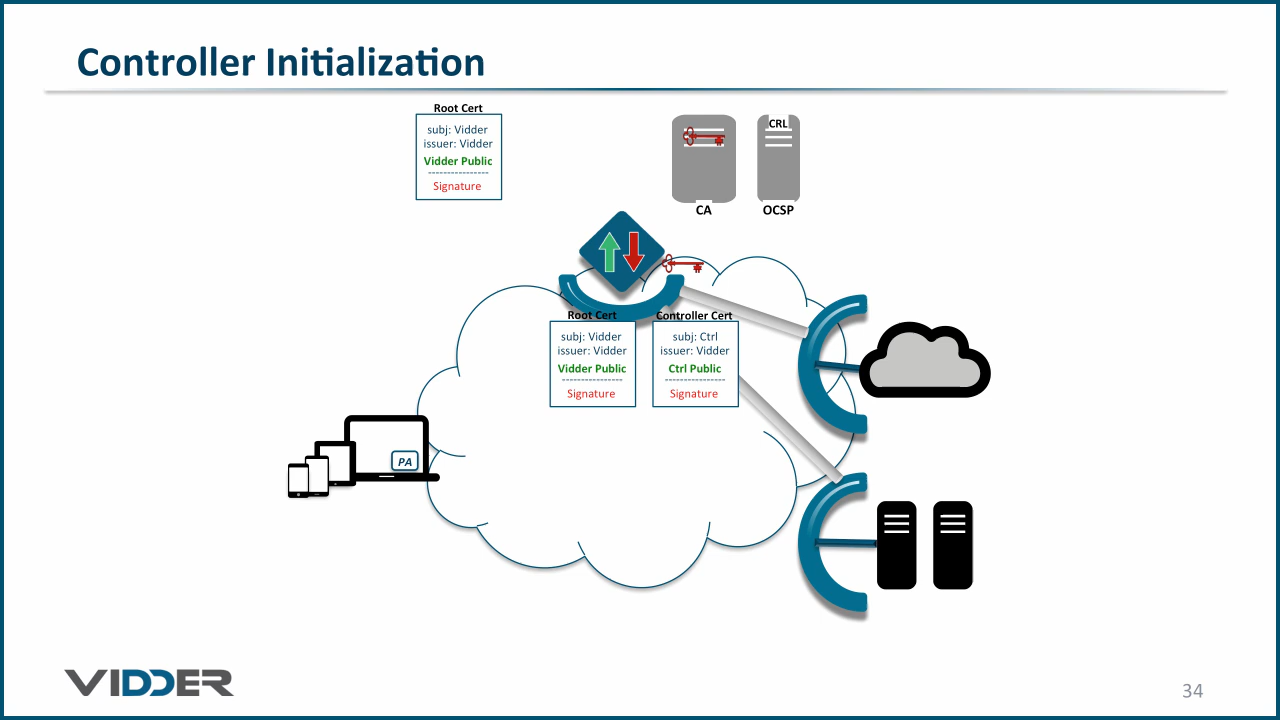 Controller Initialization
Root Cert
subj: Vidder
issuer: Vidder
Vidder Public
----------------
Signature
CRL
CA
OCSP
Root Cert
subj: Vidder
issuer: Vidder
Vidder Public
----------------
Signature
Controller Cert
subj: Ctrl
issuer: Vidder
Ctrl Public
----------------
Signature
PA
VIDDER
34